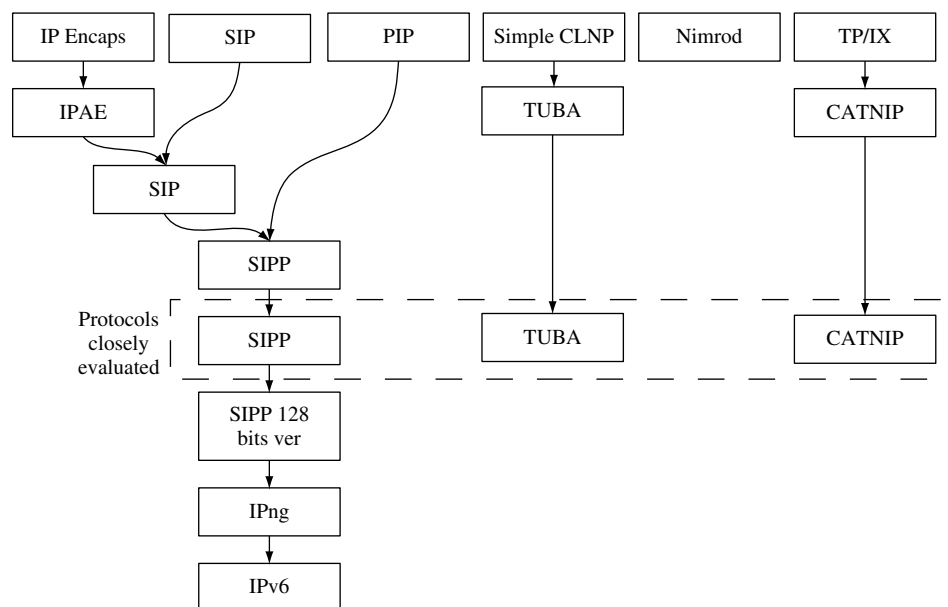 IP Encaps
SIP
PIP
Simple CLNP
Nimrod
TP/IX
IPAE
TUBA
CATNIP
SIP
SIPP
Protocols
closely
evaluated
SIPP
TUBA
CATNIP
SIPP 128
bits ver
IPng
IPv6